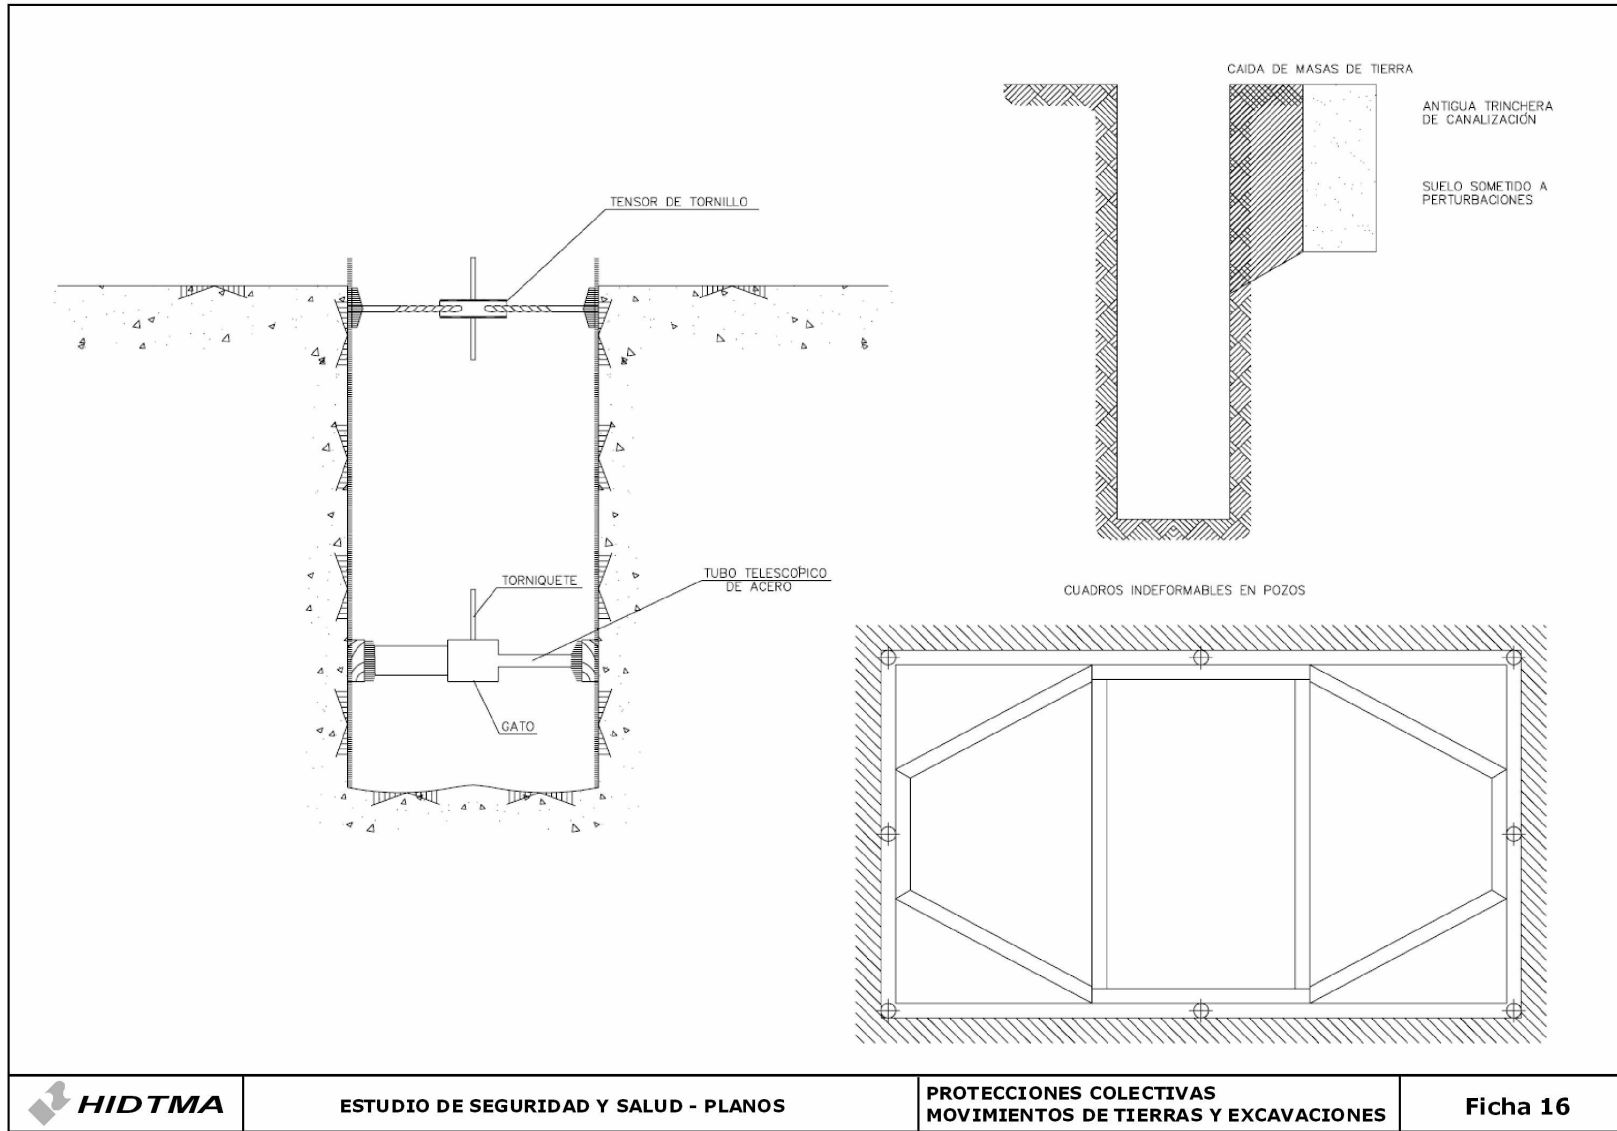 CAIDA DE MASAS DE TIERRA
ANTIGUA TRINCHERA
DE CANALIZACIÓN
SUELO SOMETIDO A
PERTURBACIONES
TENSOR DE TORNILLO
TORNIQUETE
TUBO TELESCOPICO
DE ACERO
GATO
CUADROS INDEFORMABLES EN POZOS
HIDTMA
ESTUDIO DE SEGURIDAD Y SALUD - PLANOS
PROTECCIONES COLECTIVAS
MOVIMIENTOS DE TIERRAS Y EXCAVACIONES
Ficha 16